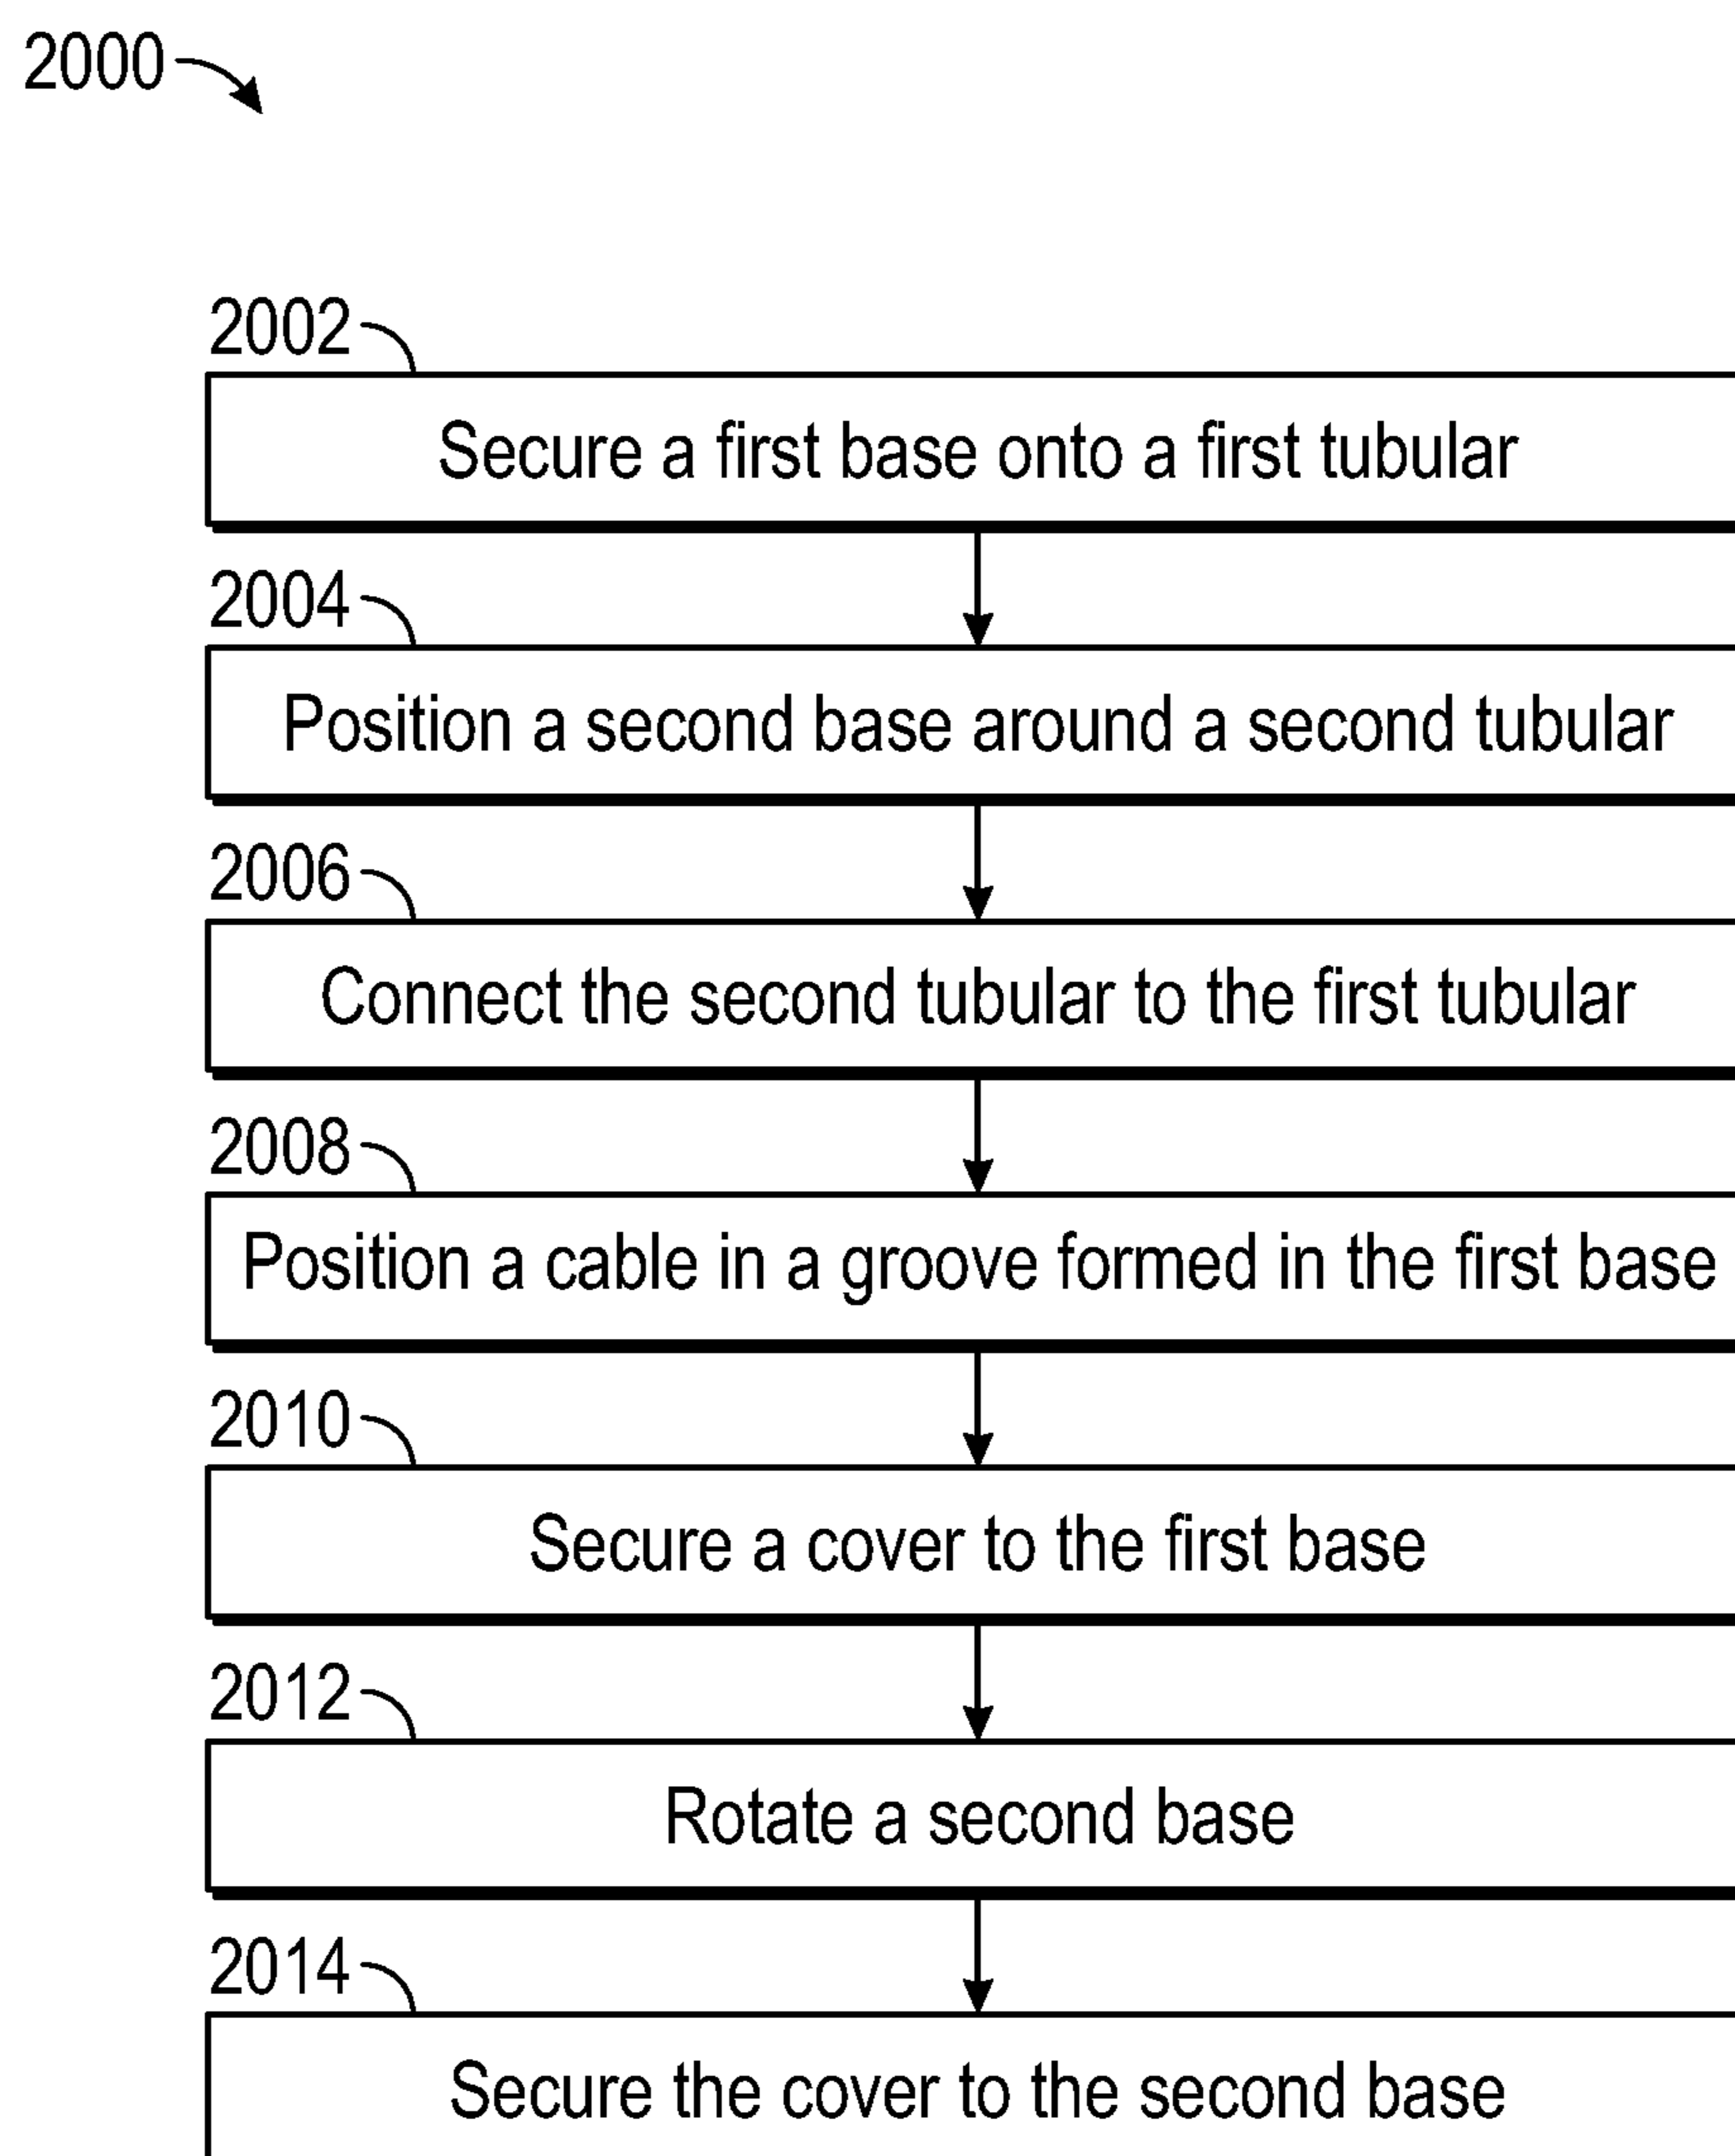 2000
2002
Secure a first base onto a first tubular
2004
Position a second base around a second tubular
2006
Connect the second tubular to the first tubular
2008
Position a cable in a groove formed in the first base
2010
Secure a cover to the first base
2012
Rotate a second base
2014
Secure the cover to the second base